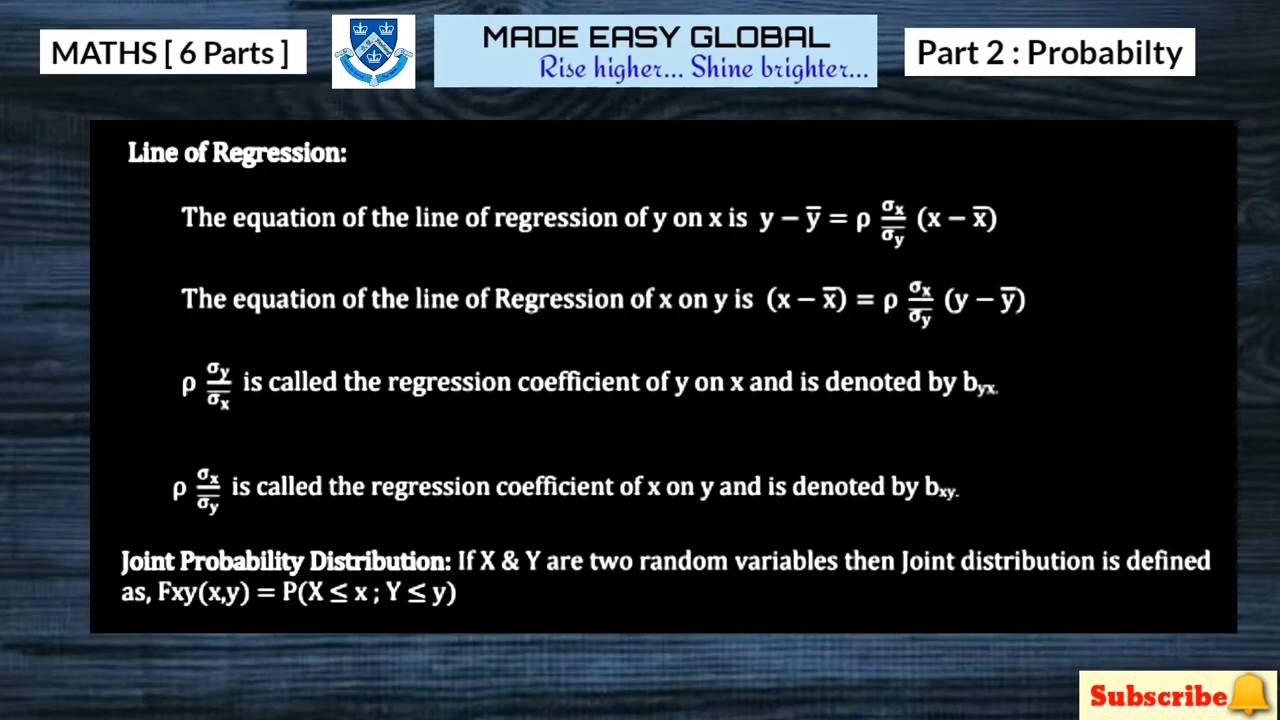 MATHS [ 6 Parts ]
MADE EASY GLOBAL
Rise higher... Shine brighter...
Part 2 : Probabilty
Line of Regression:
The equation of the line of regression of y on x is y − y̅ = ρ σx/σy (x − x̅)
The equation of the line of Regression of x on y is (x − x̅) = ρ σx/σy (y − y̅)
ρ σy/σx is called the regression coefficient of y on x and is denoted by byx.
ρ σx/σy is called the regression coefficient of x on y and is denoted by bxy.
Joint Probability Distribution: If X & Y are two random variables then Joint distribution is defined
as, Fxy(x,y) = P(X ≤ x ; Y ≤ y)
Subscribe